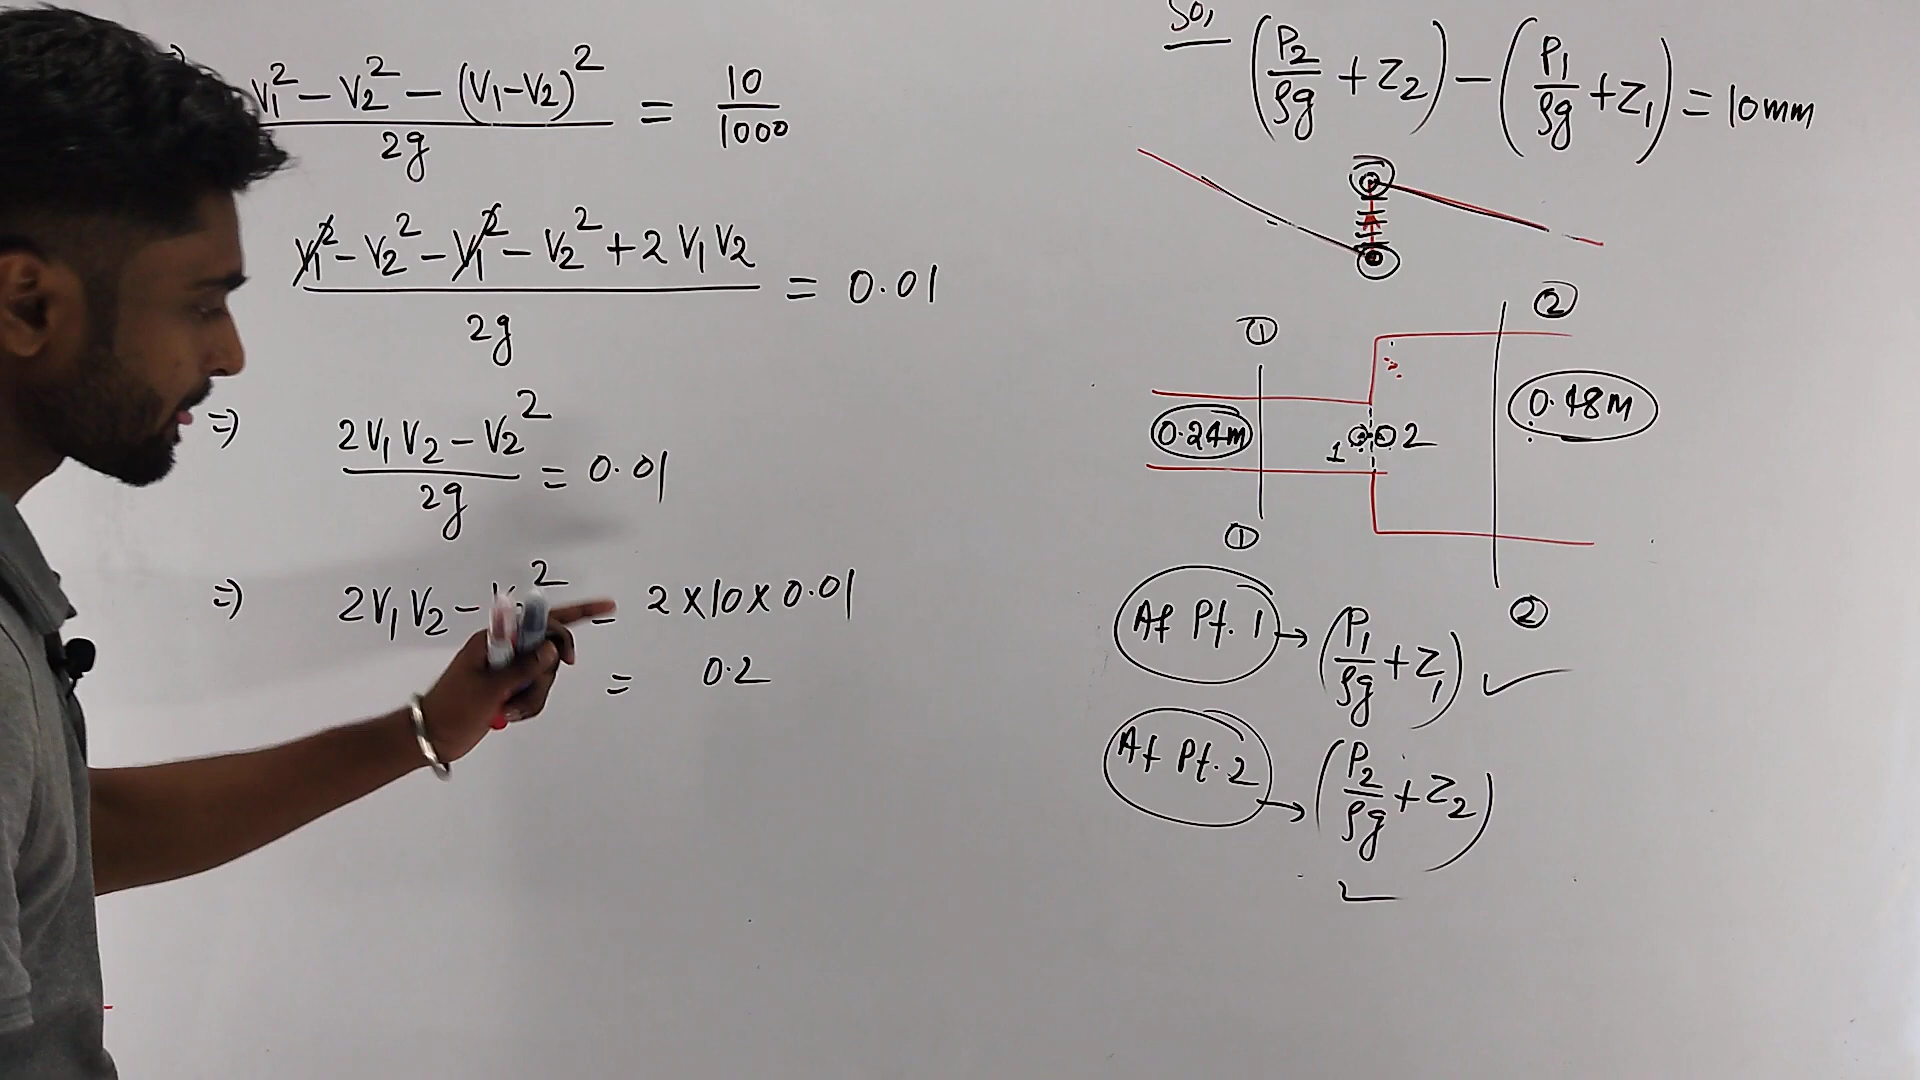 (V₁² − V₂² − (V₁−V₂)²) / 2g = 10/1000
(V₁² − V₂² − V₁² − V₂² + 2V₁V₂) / 2g = 0.01
⇒ (2V₁V₂ − V₂²) / 2g = 0.01
⇒ 2V₁V₂ − 2 = 2×10×0.01
= 0.2
So, (P₂/ρg + Z₂) − (P₁/ρg + Z₁) = 10mm
②
①
0.48m
0.24m
1 2
①
②
At Pt. 1 → (P₁/ρg + Z₁) ✓
At Pt. 2 → (P₂/ρg + Z₂)